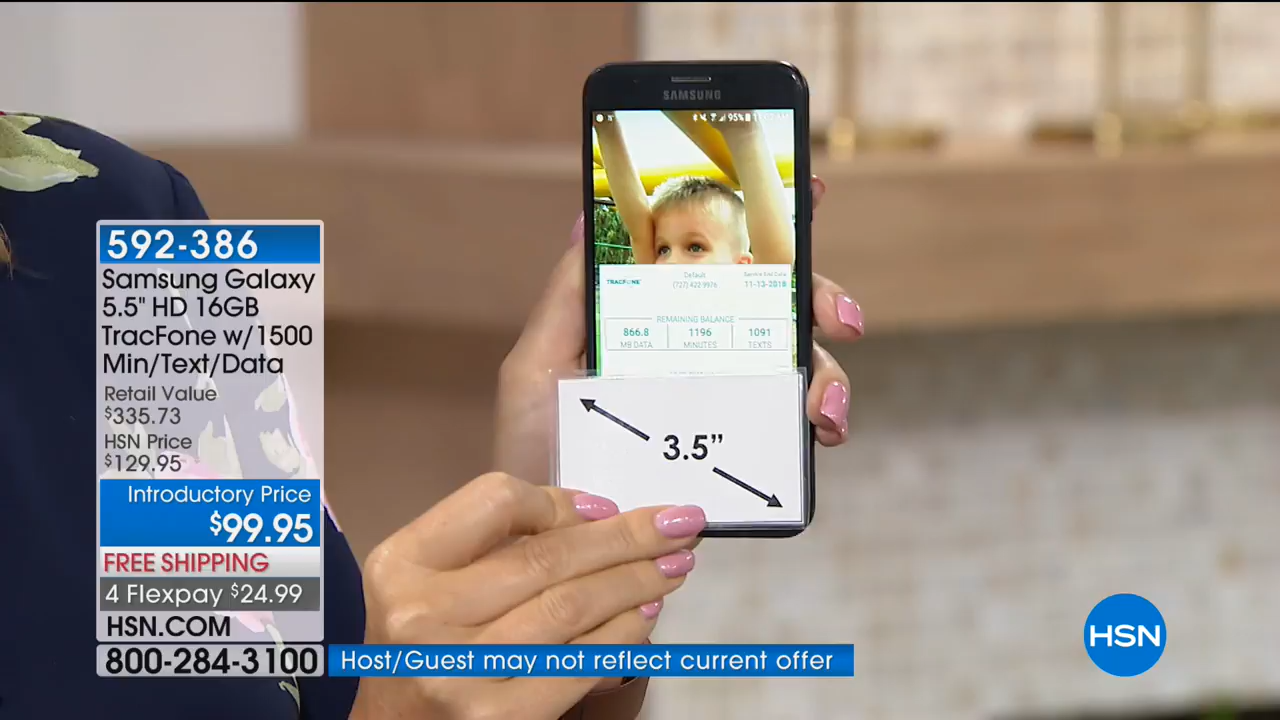 592-386
Samsung Galaxy
5.5" HD 16GB
TracFone w/1500
Min/Text/Data
Retail Value
$335.73
HSN Price
$129.95
Introductory Price
$99.95
FREE SHIPPING
4 Flexpay $24.99
HSN.COM
800-284-3100
Host/Guest may not reflect current offer
SAMSUNG
95%
TRACFONE
Default
11-13-2018
REMAINING BALANCE
866.8 1196 1091
MB DATA MINUTES TEXTS
3.5”
HSN